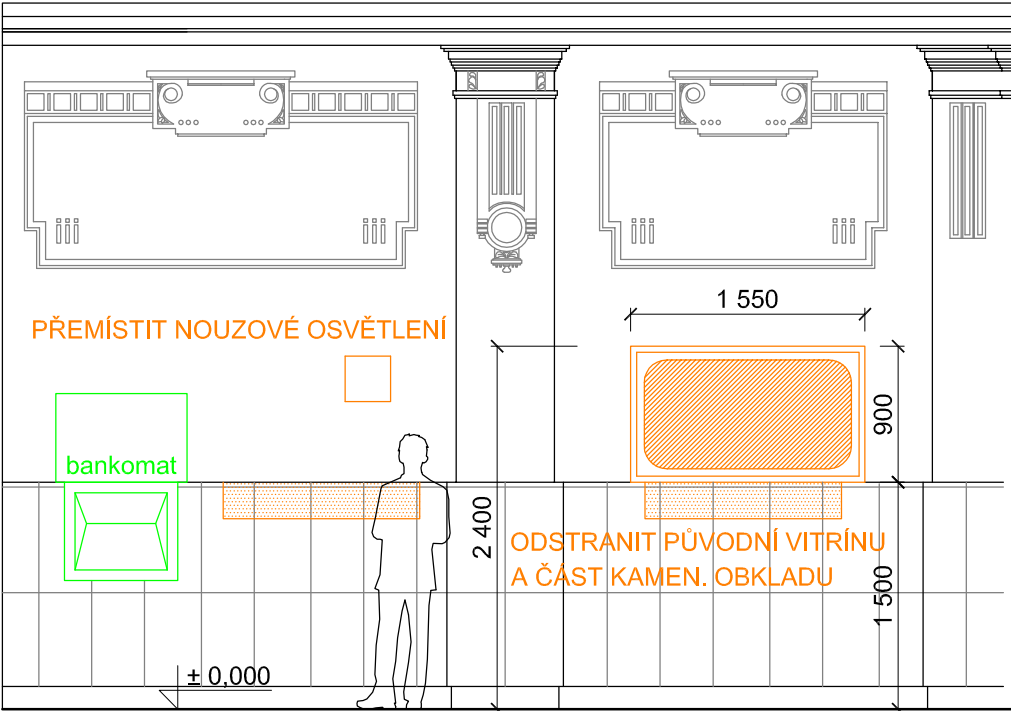 1 550
PŘEMÍSTIT NOUZOVÉ OSVĚTLENÍ
900
bankomat
2 400
ODSTRANIT PŮVODNÍ VITRÍNU
A ČÁST KAMEN. OBKLADU
1 500
± 0,000